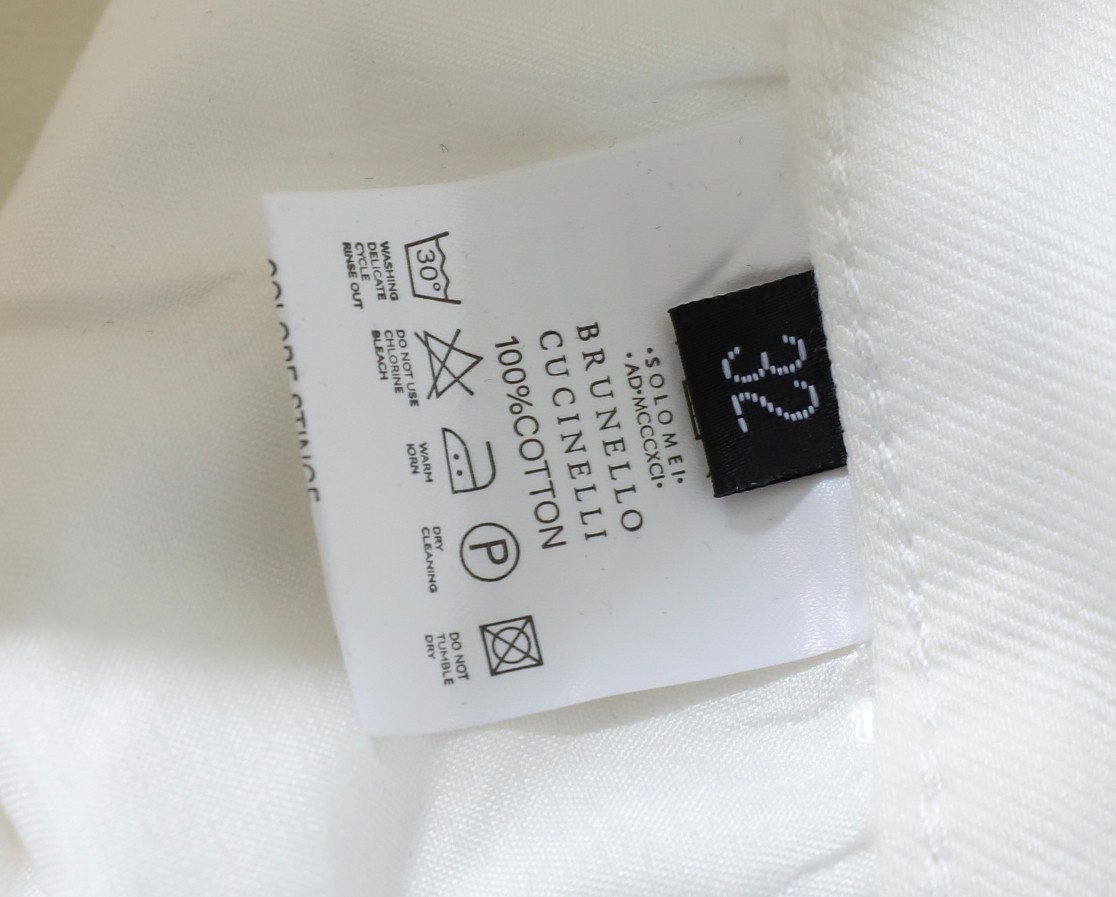 32
•SOLOMEI•
•AD•MCCCXCI•
BRUNELLO
CUCINELLI
100%COTTON
30°
P
WASHING
DELICATE
CYCLE
RINSE OUT
DO NOT USE
CHLORINE
BLEACH
WARM
IORN
DRY
CLEANING
DO NOT
TUMBLE
DRY